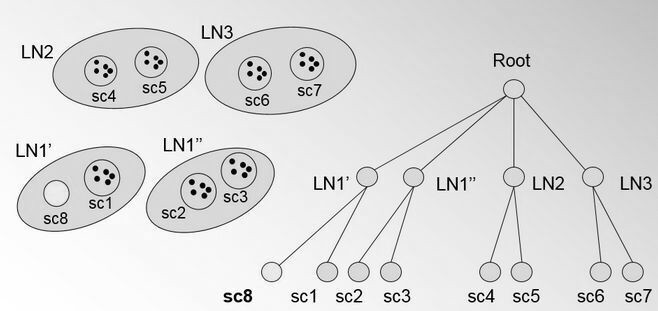 LN2
LN3
sc4
sc5
sc6
sc7
LN1’
LN1”
sc8
sc1
sc2
sc3
Root
LN1’
LN1”
LN2
LN3
sc8
sc1
sc2
sc3
sc4
sc5
sc6
sc7